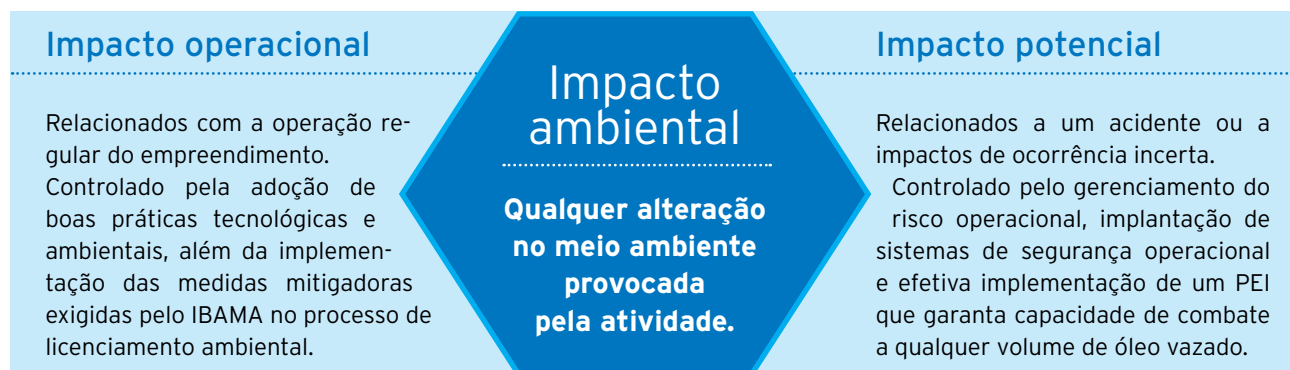 Impacto operacional
Relacionados com a operação re-
gular do empreendimento.
Controlado pela adoção de
boas práticas tecnológicas e
ambientais, além da implemen-
tação das medidas mitigadoras
exigidas pelo IBAMA no processo de
licenciamento ambiental.
Impacto
ambiental
Qualquer alteração
no meio ambiente
provocada
pela atividade.
Impacto potencial
Relacionados a um acidente ou a
impactos de ocorrência incerta.
Controlado pelo gerenciamento do
risco operacional, implantação de
sistemas de segurança operacional
e efetiva implementação de um PEI
que garanta capacidade de combate
a qualquer volume de óleo vazado.